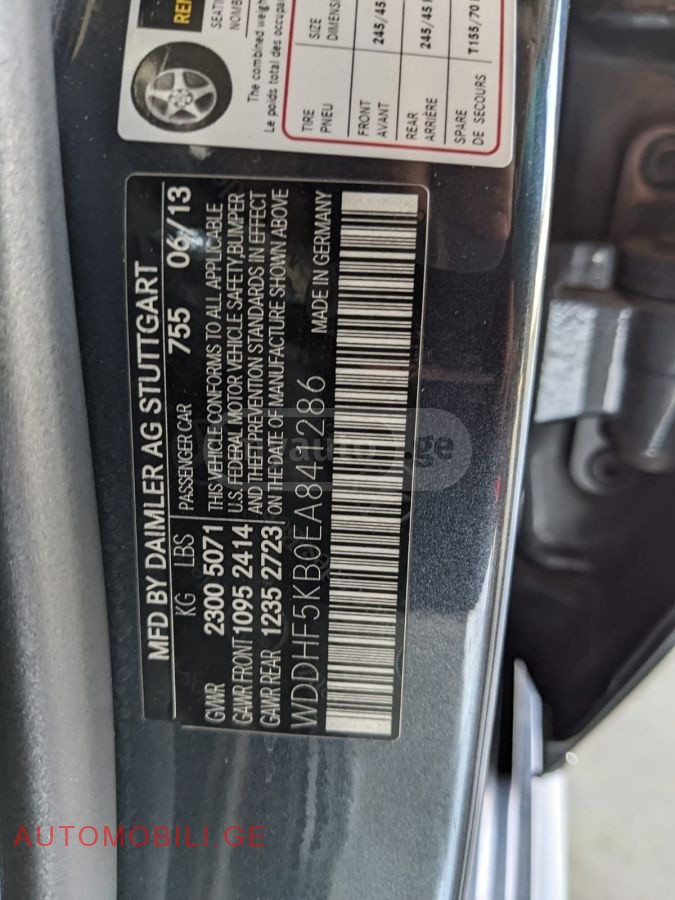 SIZE
DIMENS
TIRE
PNEU
FRONT
AVANT
245/45
REAR
ARRIÈRE
245/45
SPARE
DE SECOURS
T155/70
The combined weight
Le poids total des occupa
MFD BY DAIMLER AG STUTTGART
KG LBS PASSENGER CAR 755 06/13
GVWR 2300 5071
GAWR FRONT 1095 2414
GAWR REAR 1235 2723
THIS VEHICLE CONFORMS TO ALL APPLICABLE
U.S. FEDERAL MOTOR VEHICLE SAFETY,BUMPER
AND THEFT PREVENTION STANDARDS IN EFFECT
ON THE DATE OF MANUFACTURE SHOWN ABOVE
WDDHF5KB0EA844286 MADE IN GERMANY
AUTOMOBILI.GE